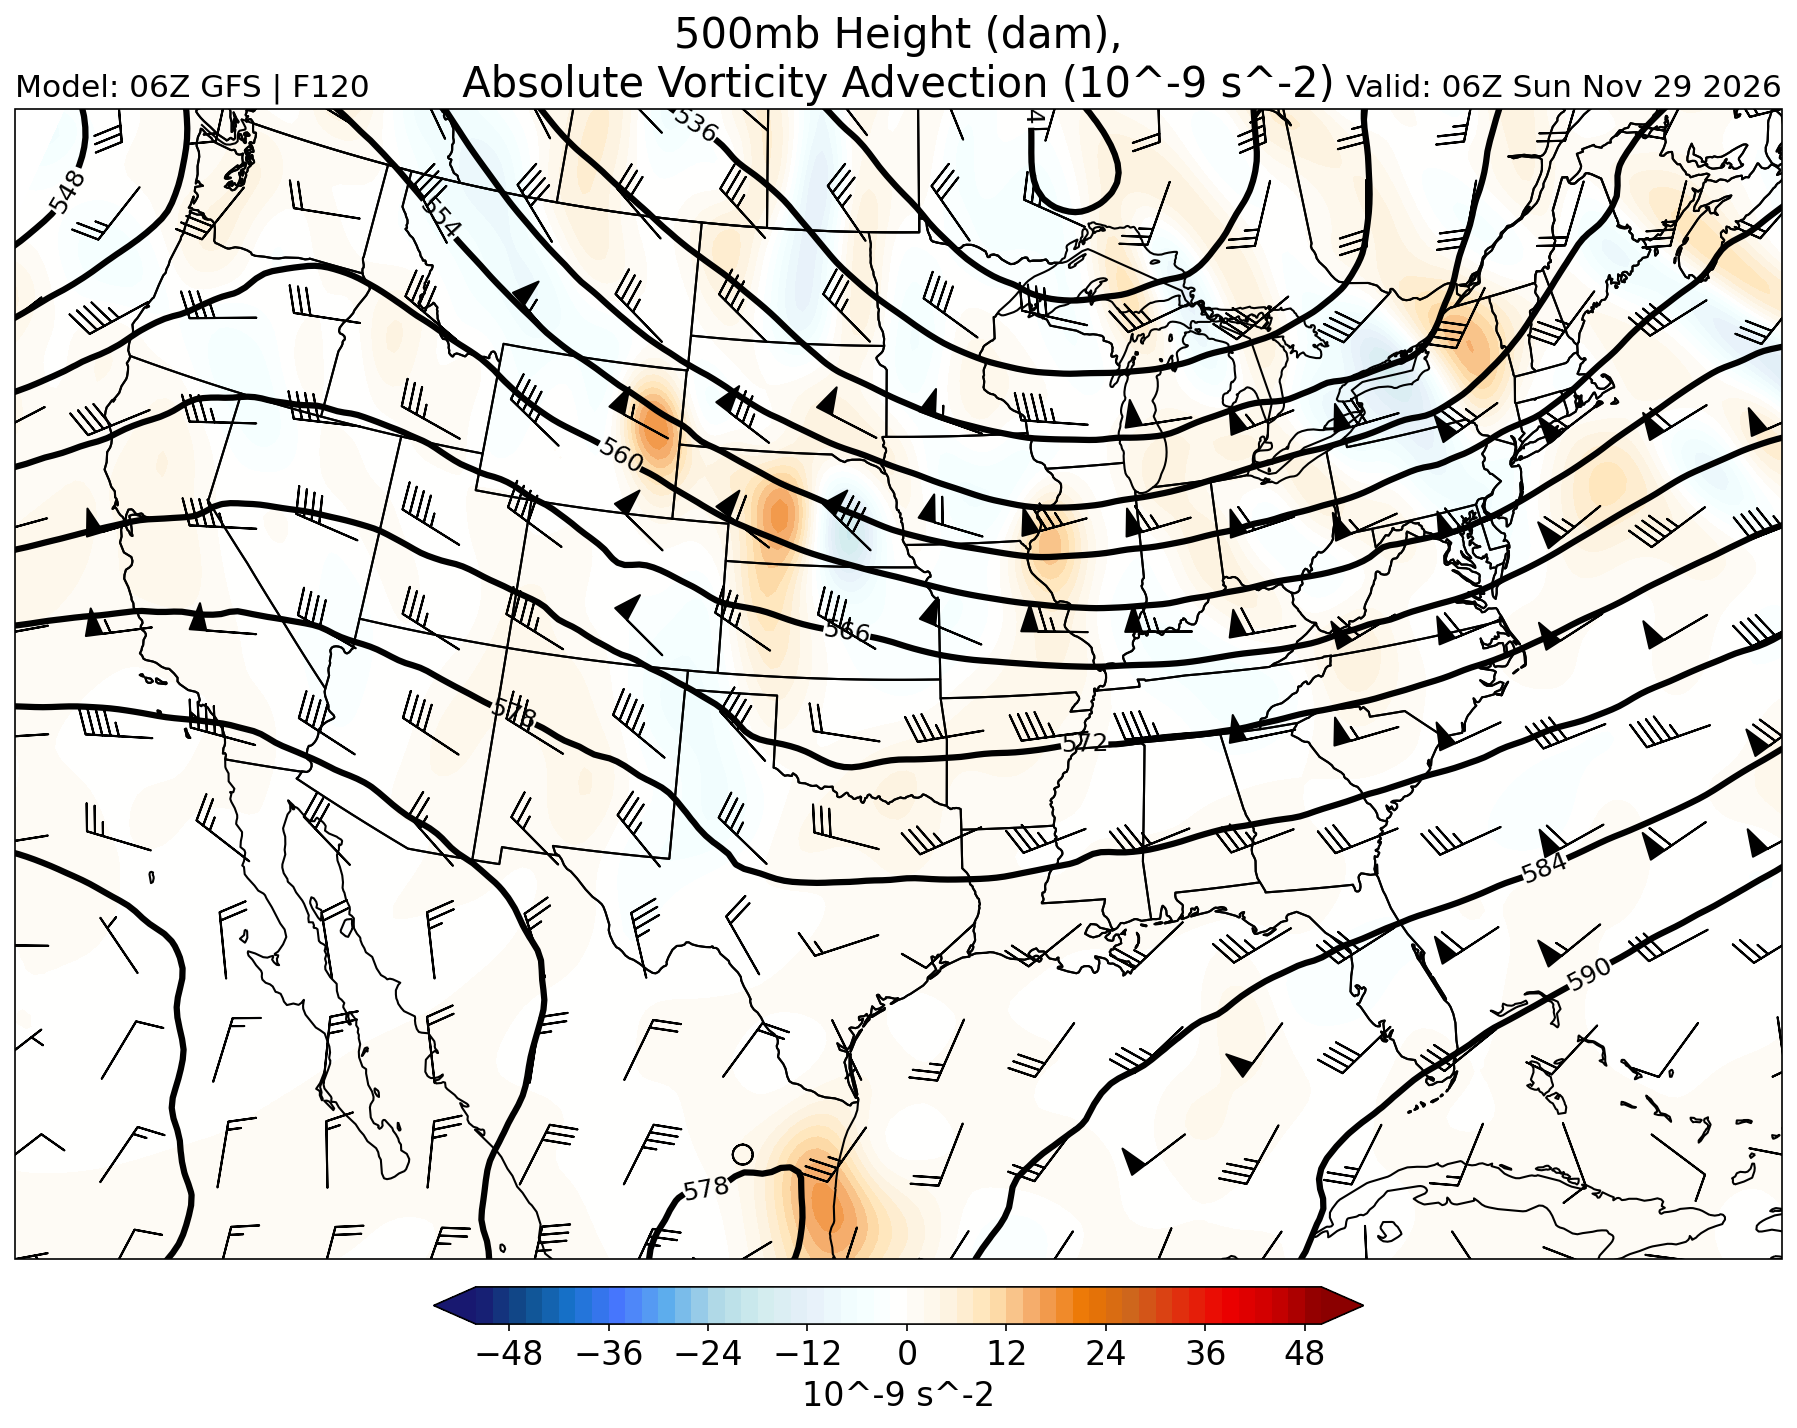 500mb Height (dam),
Model: 06Z GFS | F120
Absolute Vorticity Advection (10^-9 s^-2)
Valid: 06Z Sun Nov 29 2026
536
548
554
560
566
578
572
584
590
578
−48 −36 −24 −12 0 12 24 36 48
10^-9 s^-2